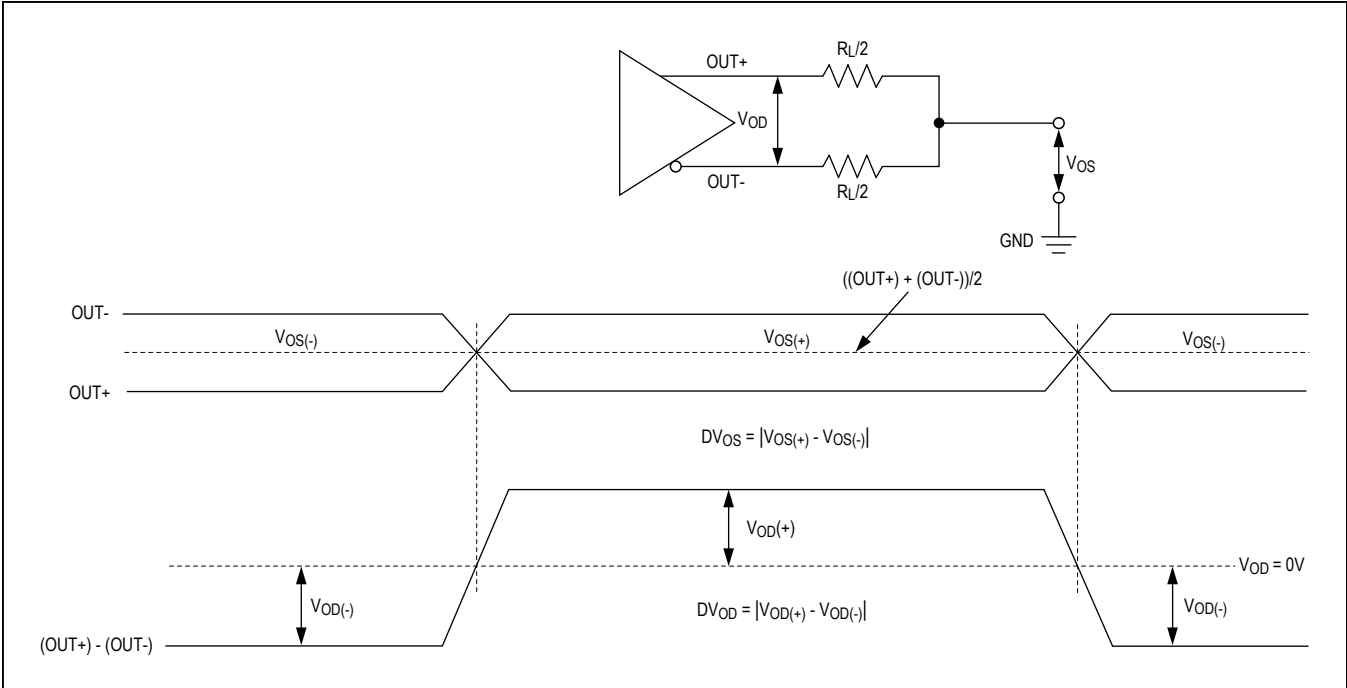 RL/2
OUT+
VOD
OUT-
RL/2
VOS
GND
((OUT+) + (OUT-))/2
OUT-
VOS(-)
VOS(+)
VOS(-)
OUT+
DVOS = |VOS(+) - VOS(-)|
VOD(+)
VOD = 0V
VOD(-)
DVOD = |VOD(+) - VOD(-)|
VOD(-)
(OUT+) - (OUT-)